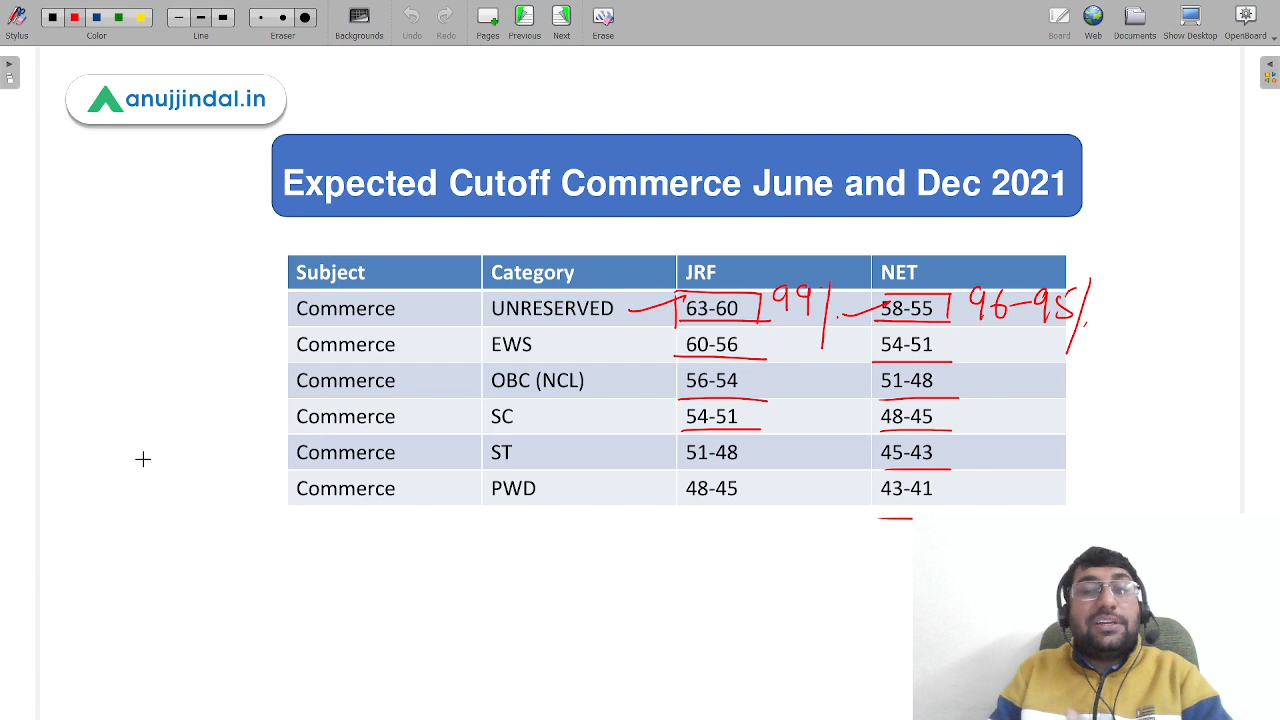 Stylus
Color
Line
Eraser
Backgrounds
Undo
Redo
Pages
Previous
Next
Erase
Board
Web
Documents
Show Desktop
OpenBoard
anujjindal.in
Expected Cutoff Commerce June and Dec 2021
Subject Category JRF NET
Commerce UNRESERVED 63-60 99% 58-55 96-95%
Commerce EWS 60-56 54-51
Commerce OBC (NCL) 56-54 51-48
Commerce SC 54-51 48-45
Commerce ST 51-48 45-43
Commerce PWD 48-45 43-41